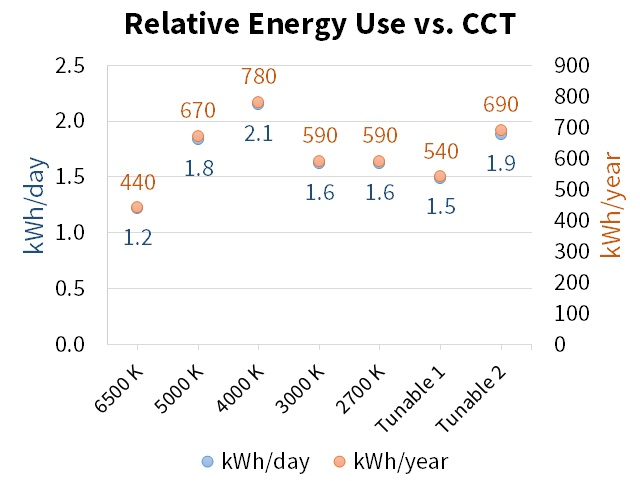 Relative Energy Use vs. CCT
kWh/day
2.5
2.0
1.5
1.0
0.5
0.0
440
670
780
590
590
540
690
1.2
1.8
2.1
1.6
1.6
1.5
1.9
900
800
700
600
500
400
300
200
100
0
kWh/year
6500 K
5000 K
4000 K
3000 K
2700 K
Tunable 1
Tunable 2
kWh/day
kWh/year